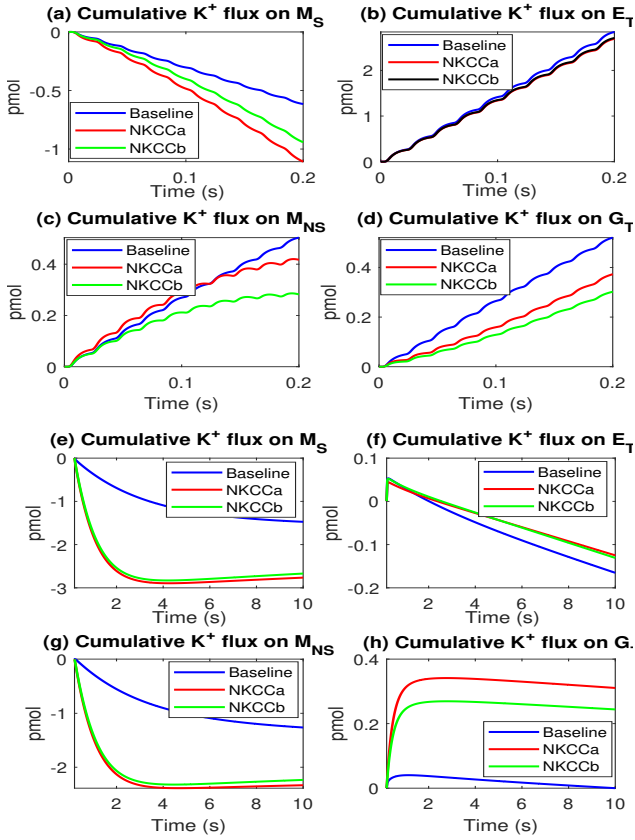 (a) Cumulative K+ flux on MS
pmol
0
-0.5
-1
Baseline
NKCCa
NKCCb
0
0.1
0.2
Time (s)
(b) Cumulative K+ flux on ET
2
1
0
Baseline
NKCCa
NKCCb
0
0.1
0.2
Time (s)
(c) Cumulative K+ flux on MNS
pmol
0.4
0.2
0
Baseline
NKCCa
NKCCb
0
0.1
0.2
Time (s)
(d) Cumulative K+ flux on GT
0.4
0.2
0
Baseline
NKCCa
NKCCb
0
0.1
0.2
Time (s)
(e) Cumulative K+ flux on MS
pmol
0
-1
-2
-3
Baseline
NKCCa
NKCCb
2
4
6
8
10
Time (s)
(f) Cumulative K+ flux on ET
pmol
0.1
0
-0.1
-0.2
Baseline
NKCCa
NKCCb
2
4
6
8
10
Time (s)
(g) Cumulative K+ flux on MNS
pmol
0
-1
-2
Baseline
NKCCa
NKCCb
2
4
6
8
10
Time (s)
(h) Cumulative K+ flux on G
pmol
0.4
0.2
0
Baseline
NKCCa
NKCCb
2
4
6
8
10
Time (s)